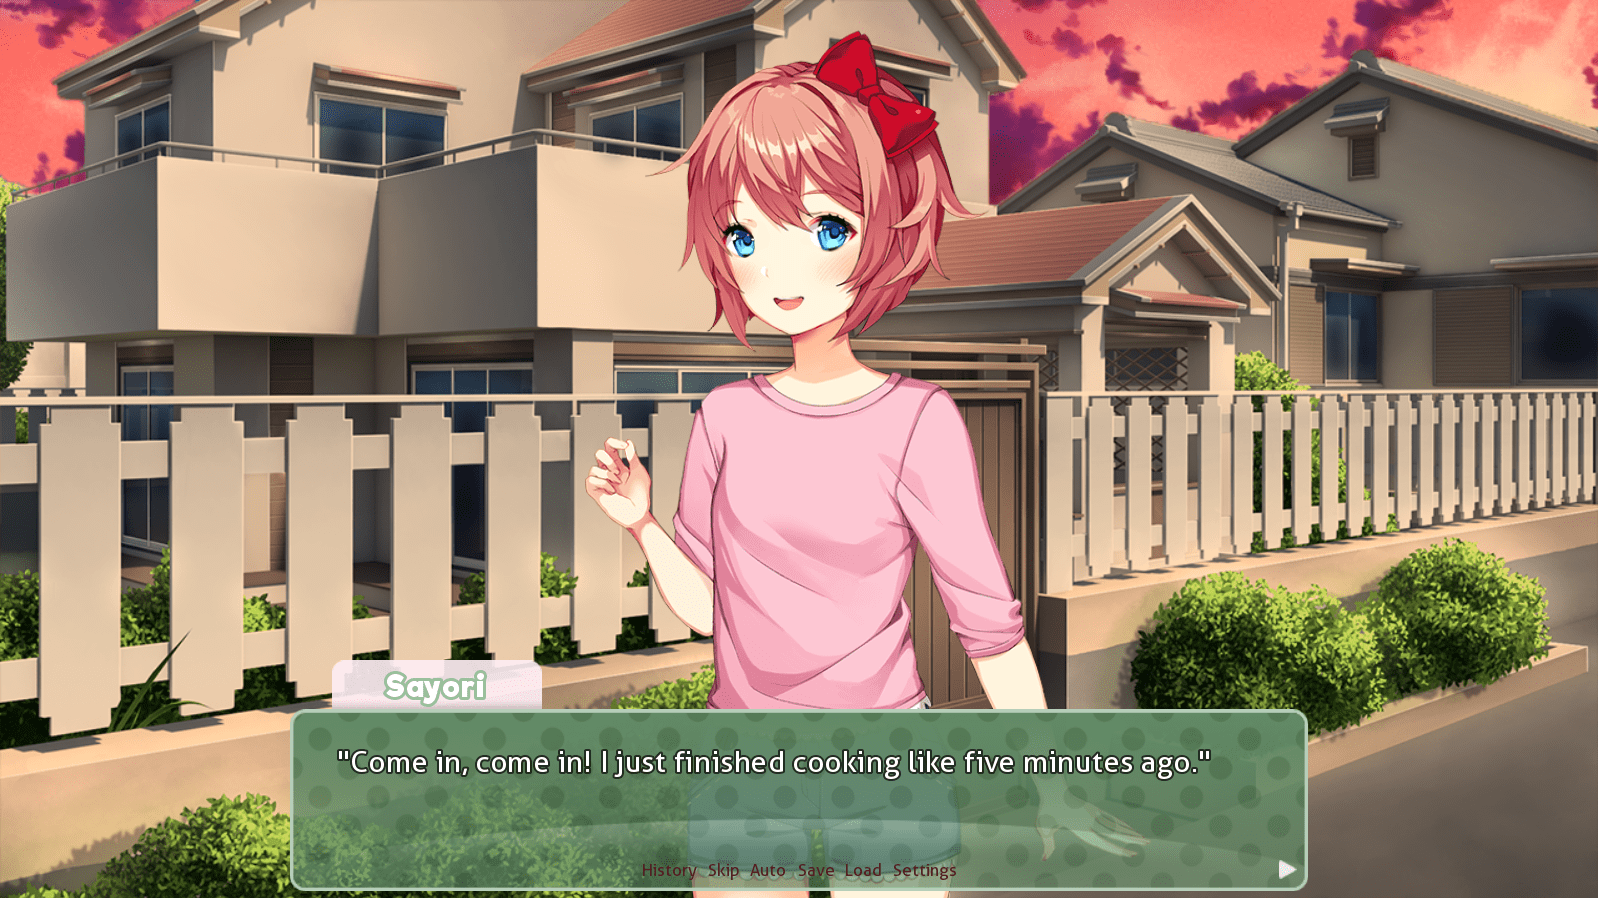 Sayori
"Come in, come in! I just finished cooking like five minutes ago."
History Skip Auto Save Load Settings